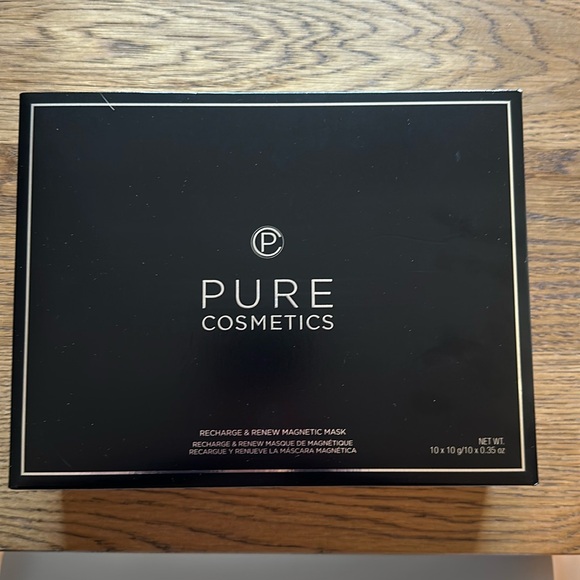 PC
PURE
COSMETICS
RECHARGE & RENEW MAGNETIC MASK
RECHARGE & RENEW MASQUE DE MAGNÉTIQUE
RECARGUE Y RENUEVE LA MÁSCARA MAGNÉTICA
NET WT.
10 x 10 g/10 x 0.35 oz